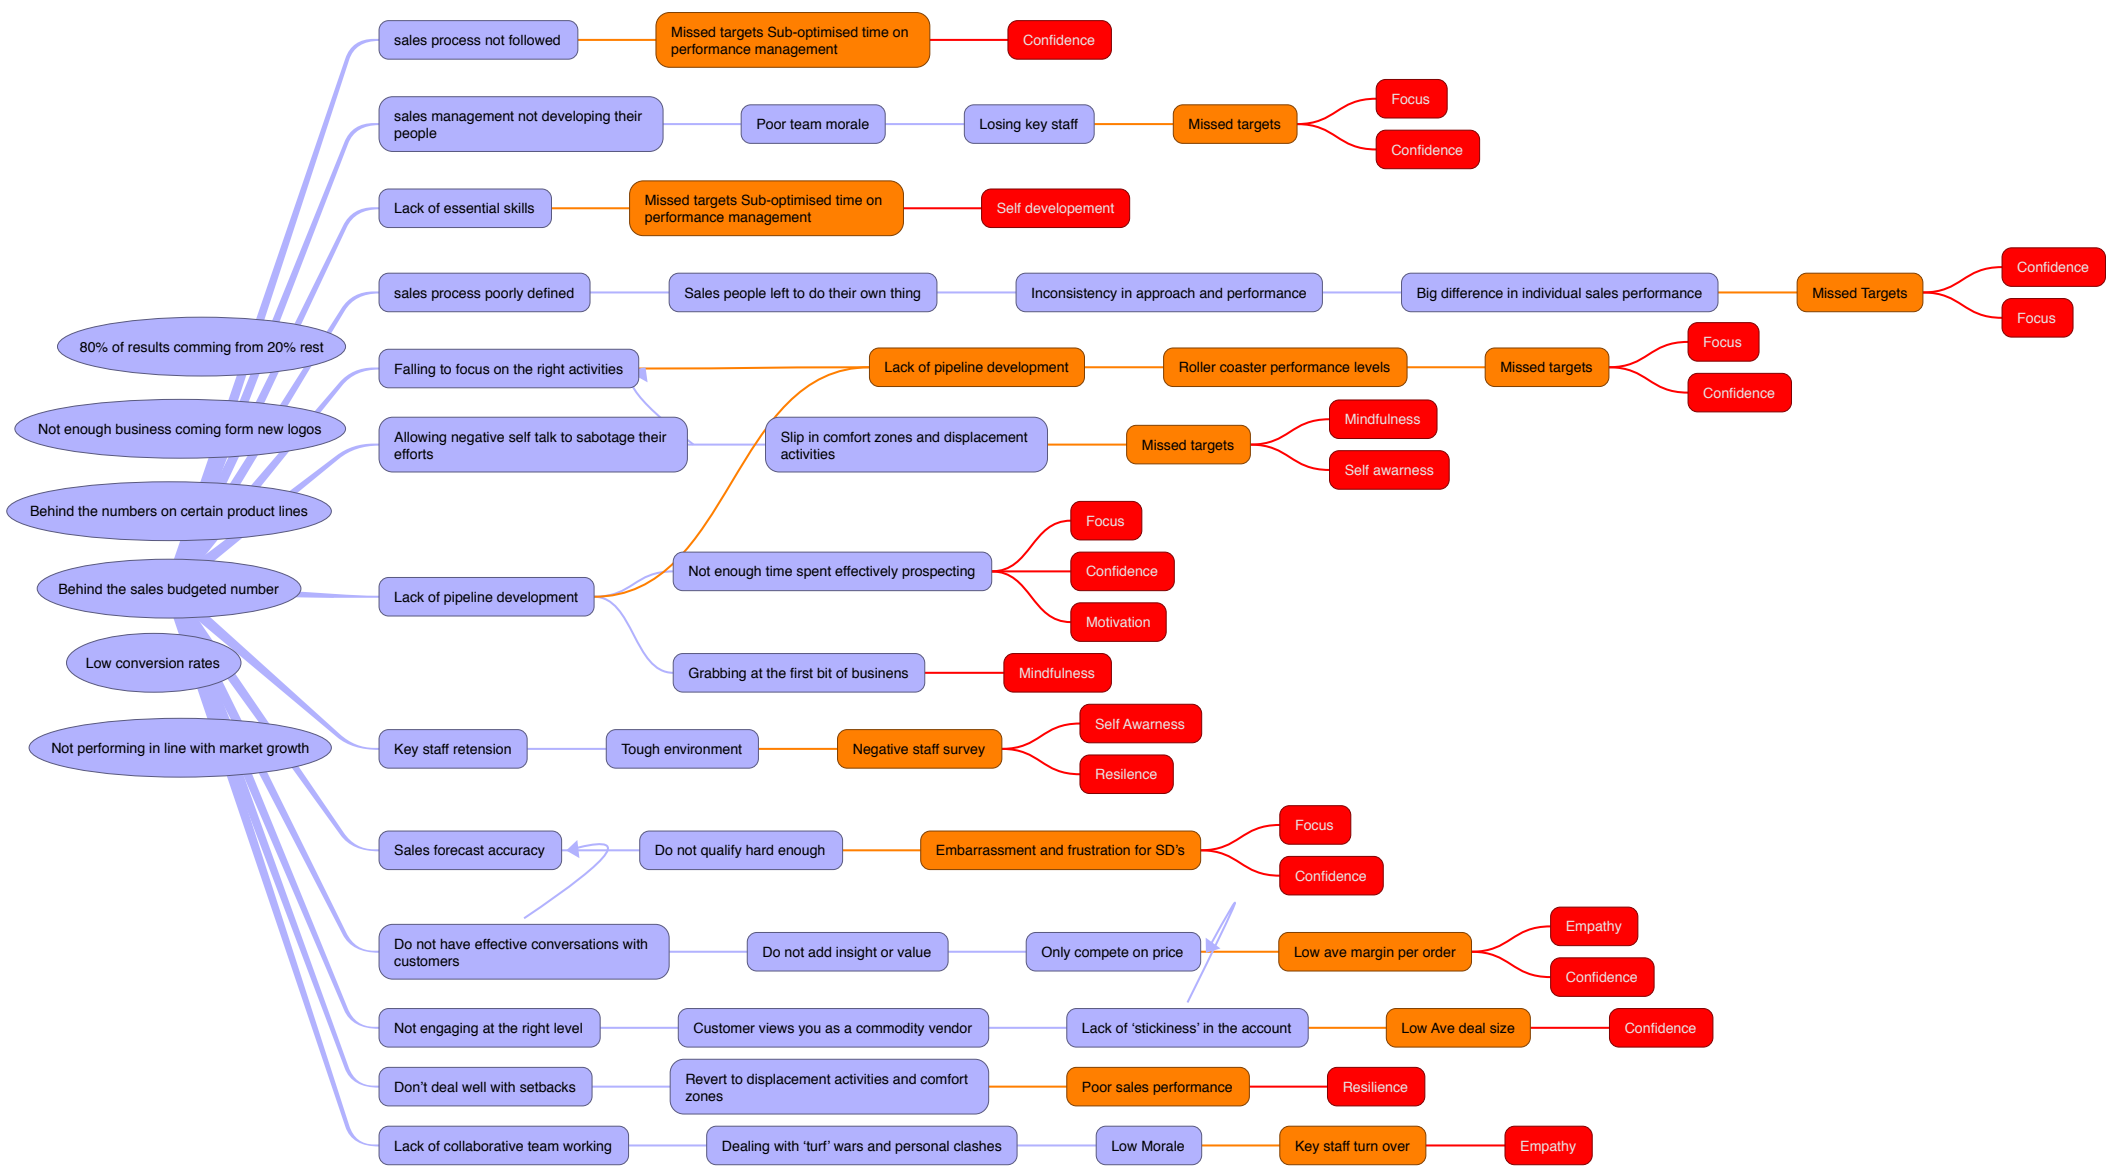 sales process not followed
Missed targets Sub-optimised time on
performance management
Confidence
sales management not developing their
people
Poor team morale
Losing key staff
Missed targets
Focus
Confidence
Lack of essential skills
Missed targets Sub-optimised time on
performance management
Self developement
sales process poorly defined
Sales people left to do their own thing
Inconsistency in approach and performance
Big difference in individual sales performance
Missed Targets
Confidence
Focus
80% of results comming from 20% rest
Falling to focus on the right activities
Lack of pipeline development
Roller coaster performance levels
Missed targets
Focus
Confidence
Not enough business coming form new logos
Allowing negative self talk to sabotage their
efforts
Slip in comfort zones and displacement
activities
Missed targets
Mindfulness
Self awarness
Behind the numbers on certain product lines
Behind the sales budgeted number
Lack of pipeline development
Not enough time spent effectively prospecting
Focus
Confidence
Motivation
Grabbing at the first bit of businens
Mindfulness
Low conversion rates
Not performing in line with market growth
Key staff retension
Tough environment
Negative staff survey
Self Awarness
Resilence
Sales forecast accuracy
Do not qualify hard enough
Embarrassment and frustration for SD's
Focus
Confidence
Do not have effective conversations with
customers
Do not add insight or value
Only compete on price
Low ave margin per order
Empathy
Confidence
Not engaging at the right level
Customer views you as a commodity vendor
Lack of ‘stickiness’ in the account
Low Ave deal size
Confidence
Don't deal well with setbacks
Revert to displacement activities and comfort
zones
Poor sales performance
Resilience
Lack of collaborative team working
Dealing with ‘turf’ wars and personal clashes
Low Morale
Key staff turn over
Empathy